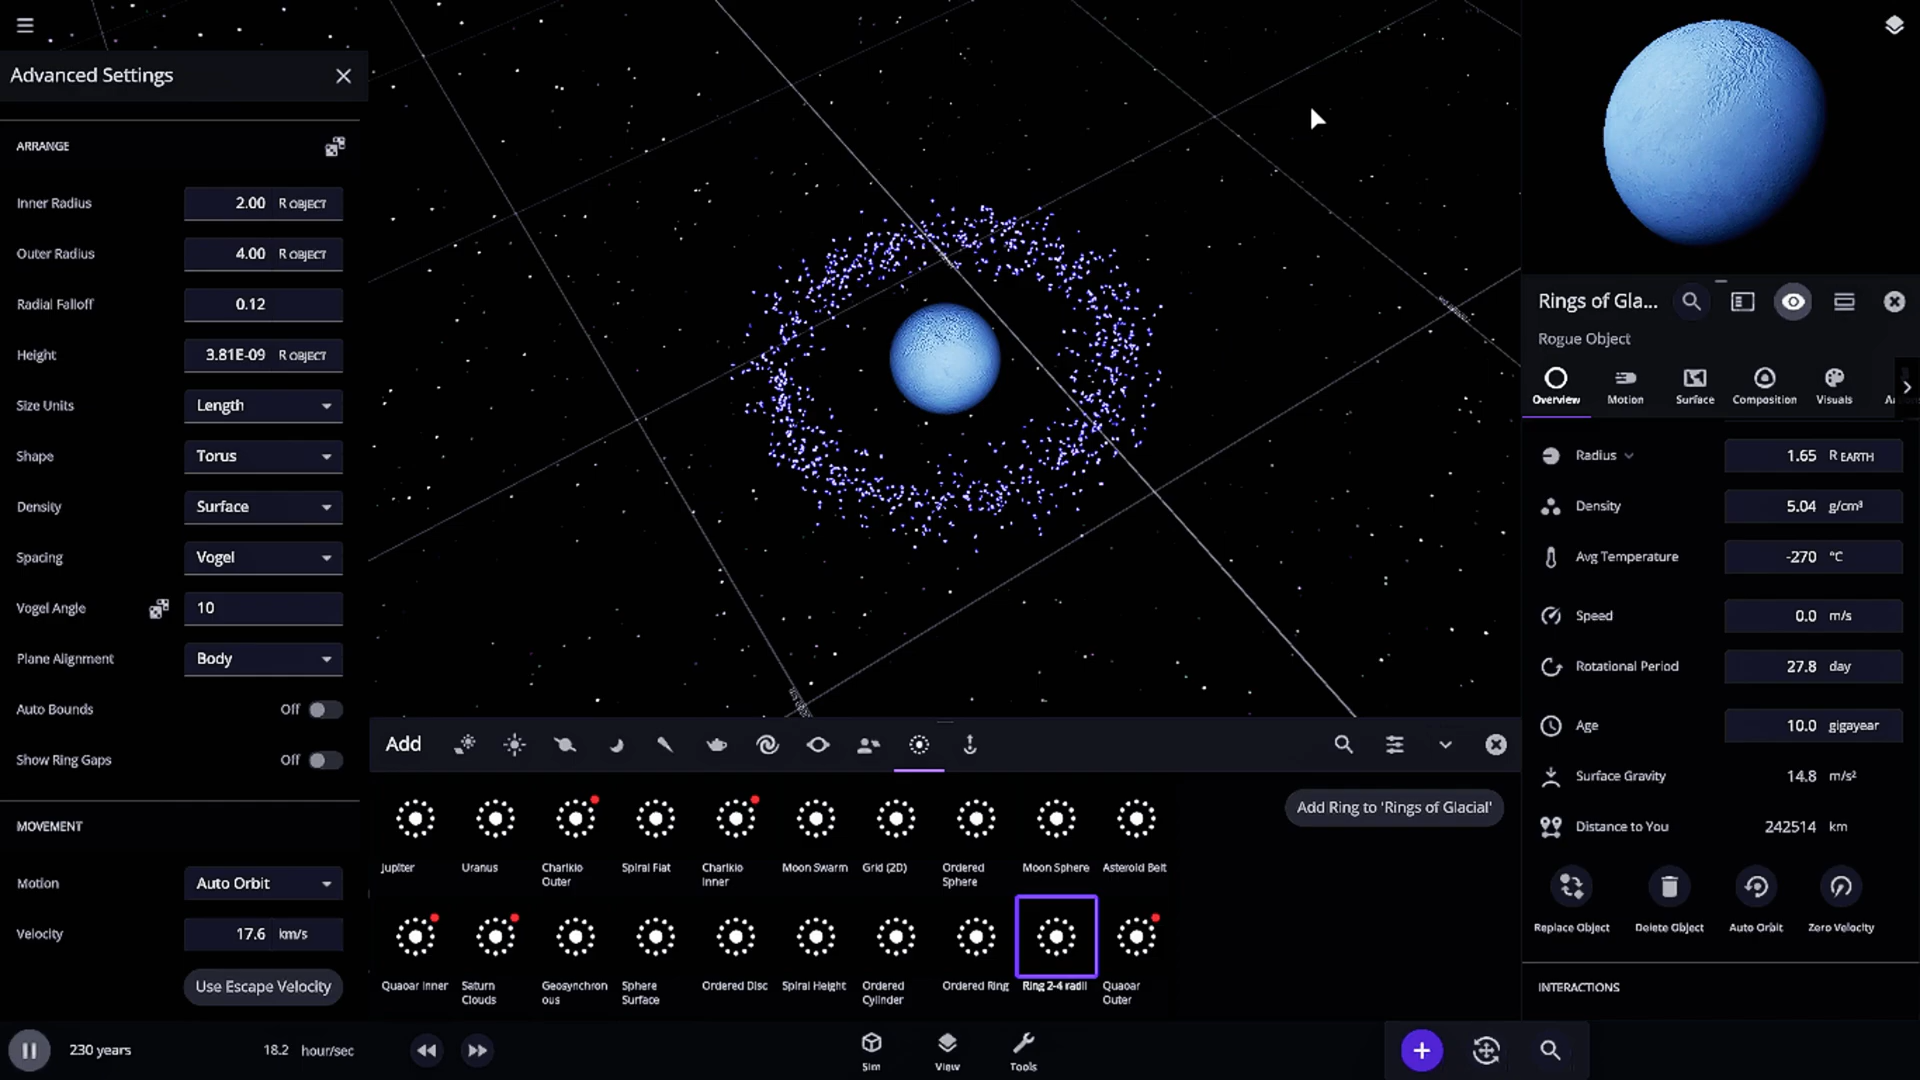 Advanced Settings
ARRANGE
Inner Radius 2.00 R OBJECT
Outer Radius 4.00 R OBJECT
Radial Falloff 0.12
Height 3.81E-09 R OBJECT
Size Units Length
Shape Torus
Density Surface
Spacing Vogel
Vogel Angle 10
Plane Alignment Body
Auto Bounds Off
Show Ring Gaps Off
MOVEMENT
Motion Auto Orbit
Velocity 17.6 km/s
Use Escape Velocity
Add
Add Ring to 'Rings of Glacial'
Jupiter
Uranus
Chariklo
Outer
Spiral Flat
Chariklo
Inner
Moon Swarm
Grid (2D)
Ordered
Sphere
Moon Sphere
Asteroid Belt
Quaoar Inner
Saturn
Clouds
Geosynchron
ous
Sphere
Surface
Ordered Disc
Spiral Height
Ordered
Cylinder
Ordered Ring
Ring 2-4 radii
Quaoar
Outer
Rings of Gla...
Rogue Object
Overview
Motion
Surface
Composition
Visuals
Radius 1.65 R EARTH
Density 5.04 g/cm³
Avg Temperature -270 °C
Speed 0.0 m/s
Rotational Period 27.8 day
Age 10.0 gigayear
Surface Gravity 14.8 m/s²
Distance to You 242514 km
Replace Object
Delete Object
Auto Orbit
Zero Velocity
INTERACTIONS
230 years
18.2 hour/sec
Sim
View
Tools